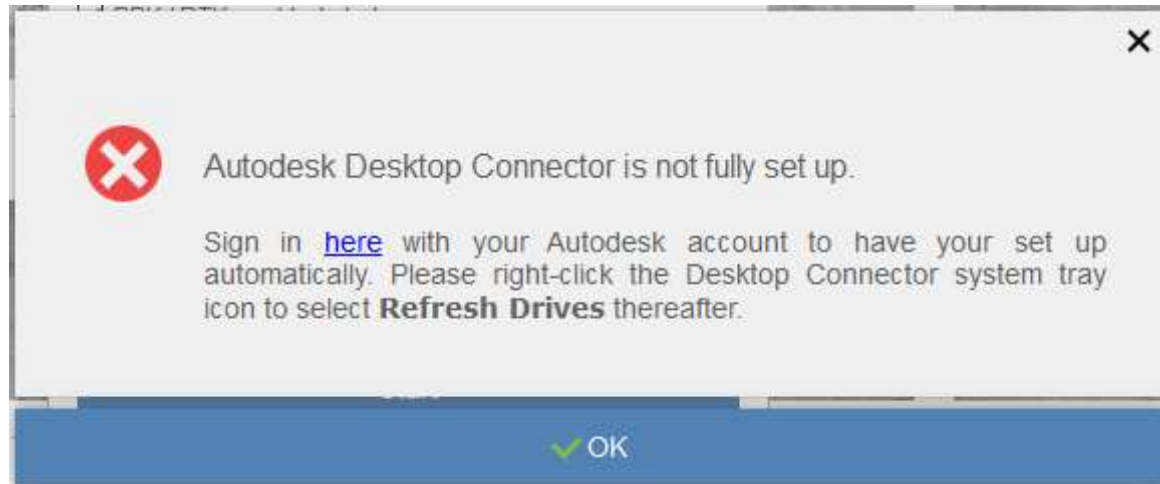 Autodesk Desktop Connector is not fully set up.
Sign in here with your Autodesk account to have your set up
automatically. Please right-click the Desktop Connector system tray
icon to select Refresh Drives thereafter.
OK